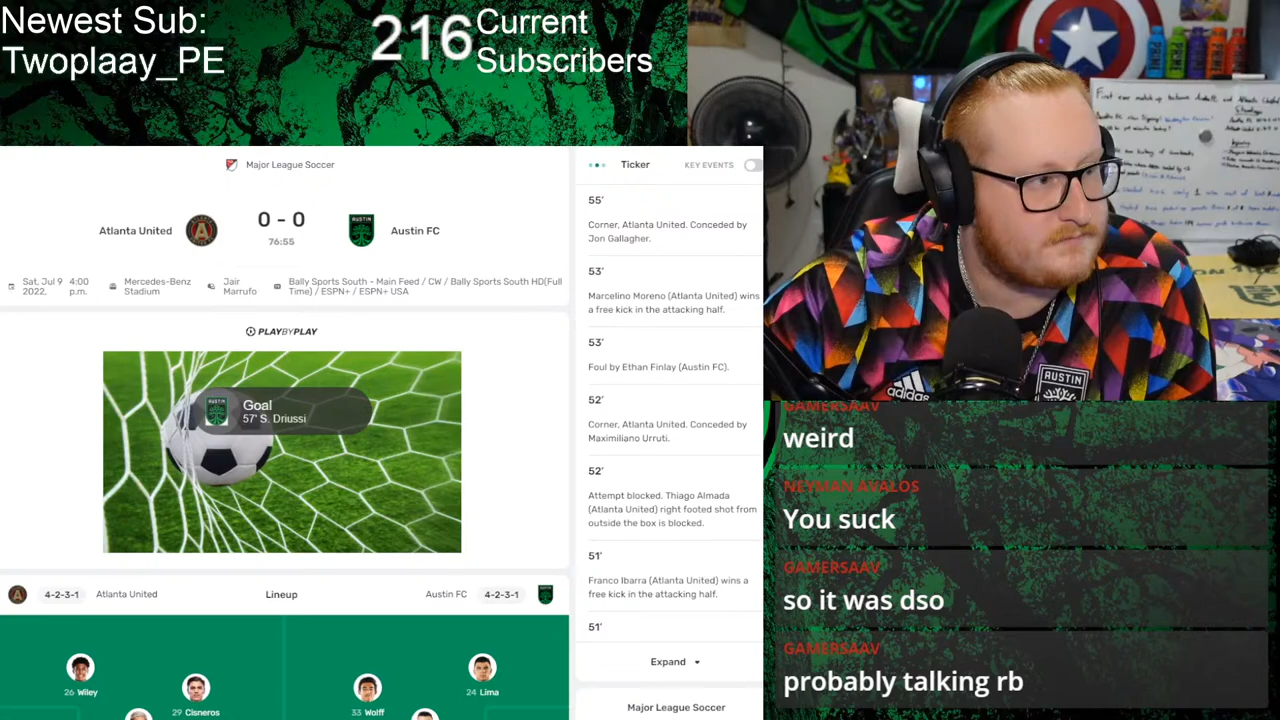 Newest Sub:
Twoplaay_PE
216
Current
Subscribers
Major League Soccer
Atlanta United
0 - 0
76:55
AUSTIN
Austin FC
Sat, Jul 9
2022,
4:00
p.m.
Mercedes-Benz
Stadium
Jair
Marrufo
Bally Sports South - Main Feed / CW / Bally Sports South HD(Full
Time) / ESPN+ / ESPN+ USA
PLAYBYPLAY
Goal
57' S. Driussi
4-2-3-1
Atlanta United
Lineup
Austin FC
4-2-3-1
26 Wiley
29 Cisneros
33 Wolff
24 Lima
Ticker
KEY EVENTS
55'
Corner, Atlanta United. Conceded by
Jon Gallagher.
53'
Marcelino Moreno (Atlanta United) wins
a free kick in the attacking half.
53'
Foul by Ethan Finlay (Austin FC).
52'
Corner, Atlanta United. Conceded by
Maximiliano Urruti.
52'
Attempt blocked. Thiago Almada
(Atlanta United) right footed shot from
outside the box is blocked.
51'
Franco Ibarra (Atlanta United) wins a
free kick in the attacking half.
51'
Expand
Major League Soccer
adidas
AUSTIN
GAMERSAAV
weird
NEYMAN AVALOS
You suck
GAMERSAAV
so it was dso
GAMERSAAV
probably talking rb